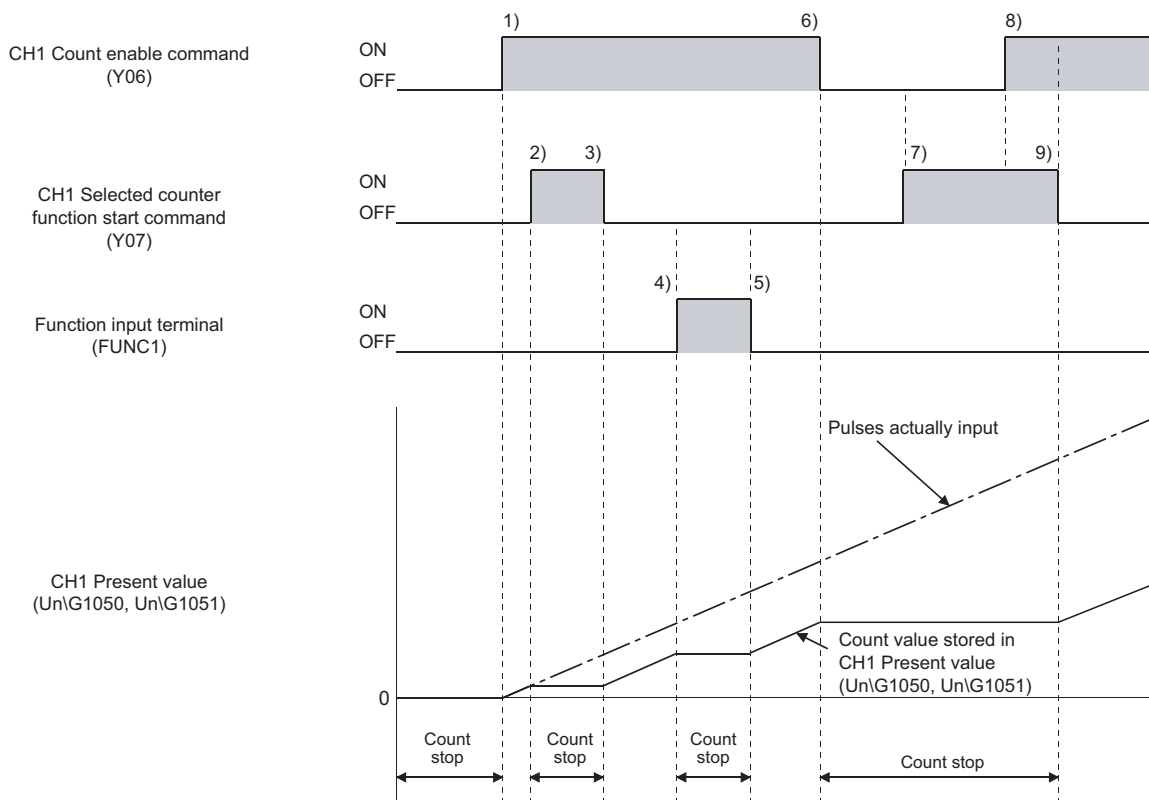 1)
6)
8)
CH1 Count enable command
(Y06)
ON
OFF
2)
3)
7)
9)
CH1 Selected counter
function start command
(Y07)
ON
OFF
4)
5)
Function input terminal
(FUNC1)
ON
OFF
Pulses actually input
CH1 Present value
(Un\G1050, Un\G1051)
Count value stored in
CH1 Present value
(Un\G1050, Un\G1051)
0
Count
stop
Count
stop
Count
stop
Count stop